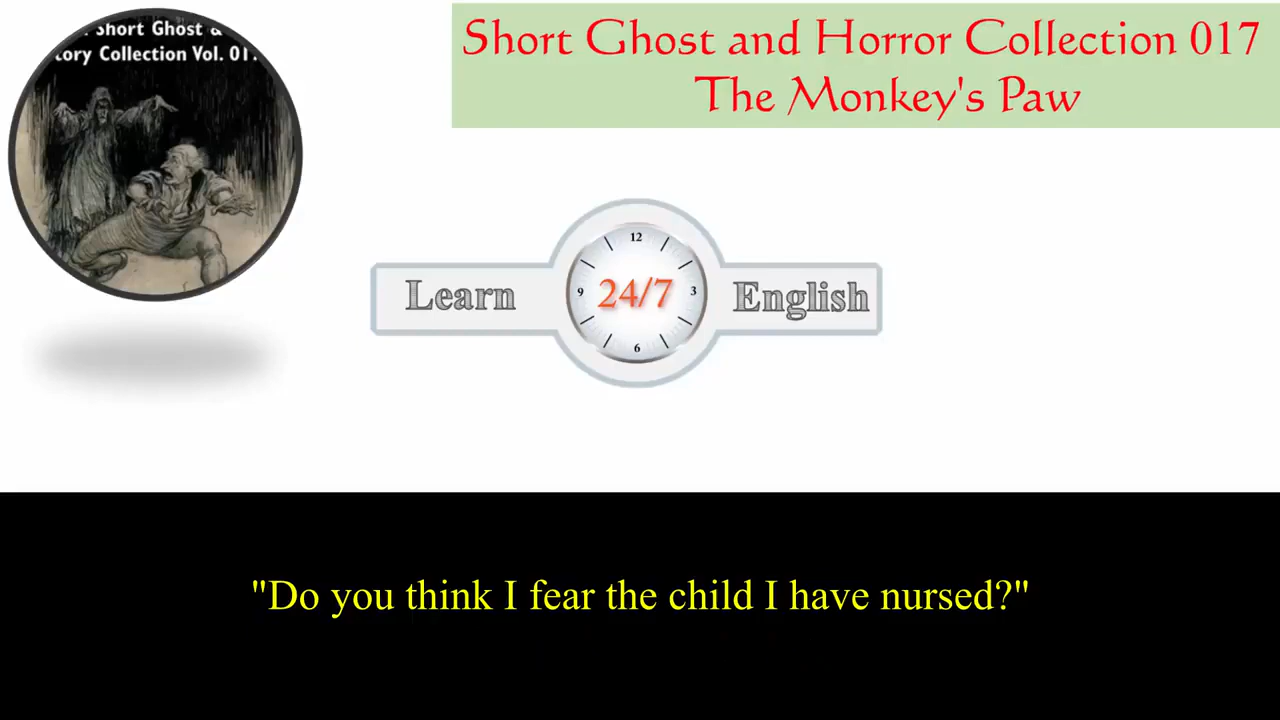 Short Ghost &
tory Collection Vol. 01
Short Ghost and Horror Collection 017
The Monkey's Paw
Learn 24/7 English
12
9
3
6
"Do you think I fear the child I have nursed?"